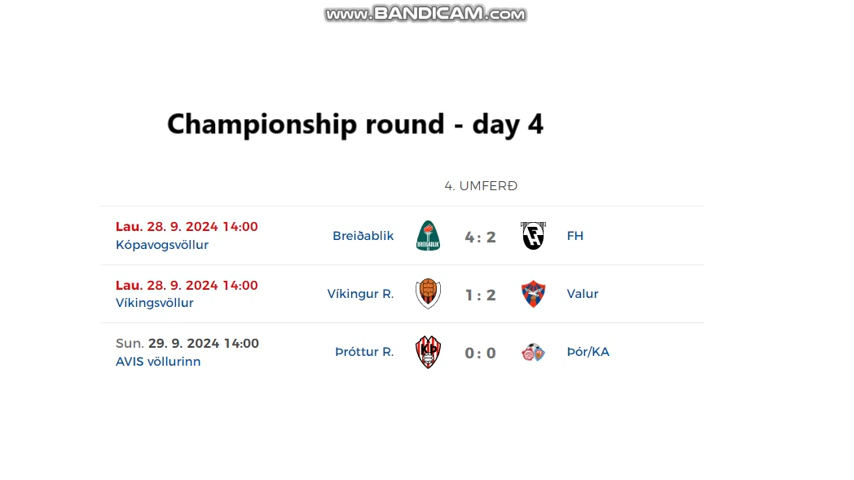 www.BANDICAM.com
Championship round - day 4
4. UMFERÐ
Lau. 28. 9. 2024 14:00
Kópavogsvöllur
Breiðablik 4 : 2 FH
BREIÐABLIK
Lau. 28. 9. 2024 14:00
Víkingsvöllur
Víkingur R. 1 : 2 Valur
Sun. 29. 9. 2024 14:00
AVIS völlurinn
Þróttur R. 0 : 0 Þór/KA